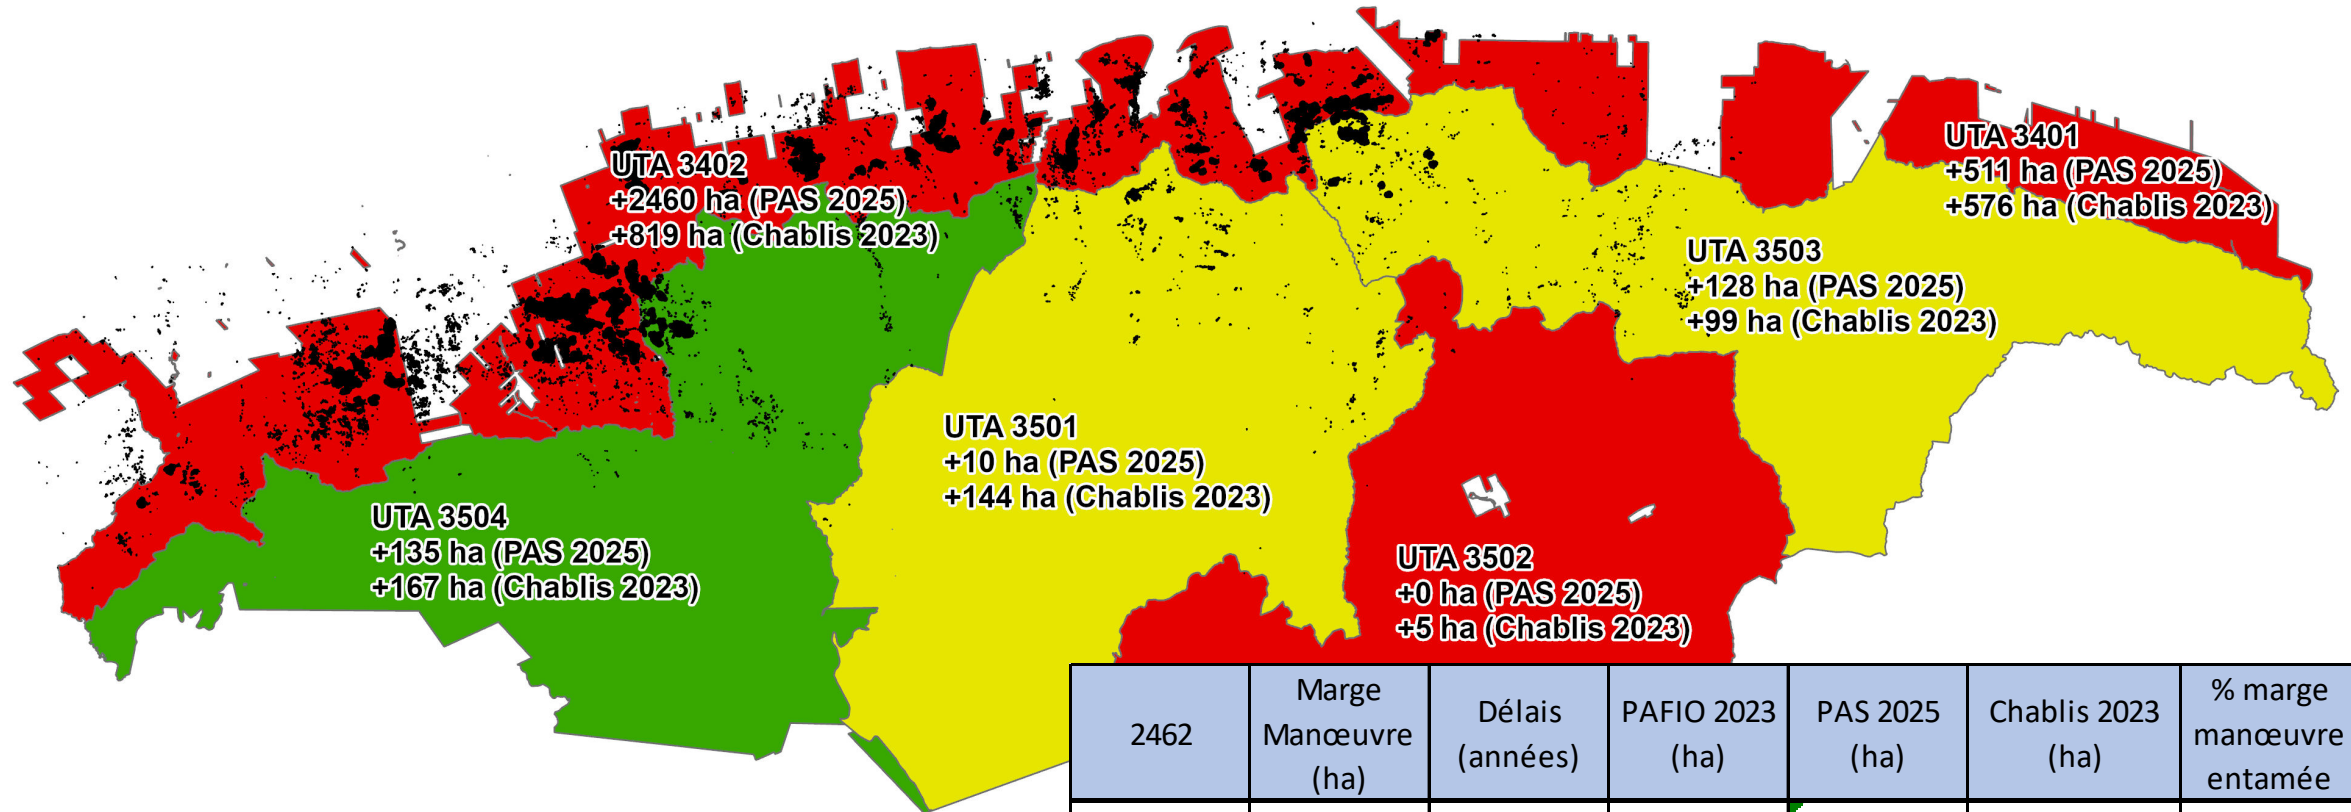 UTA 3402
+2460 ha (PAS 2025)
+819 ha (Chablis 2023)
UTA 3401
+511 ha (PAS 2025)
+576 ha (Chablis 2023)
UTA 3503
+128 ha (PAS 2025)
+99 ha (Chablis 2023)
UTA 3501
+10 ha (PAS 2025)
+144 ha (Chablis 2023)
UTA 3504
+135 ha (PAS 2025)
+167 ha (Chablis 2023)
UTA 3502
+0 ha (PAS 2025)
+5 ha (Chablis 2023)
2462
Marge
Manœuvre
(ha)
Délais
(années)
PAFIO 2023
(ha)
PAS 2025
(ha)
Chablis 2023
(ha)
% marge
manœuvre
entamée